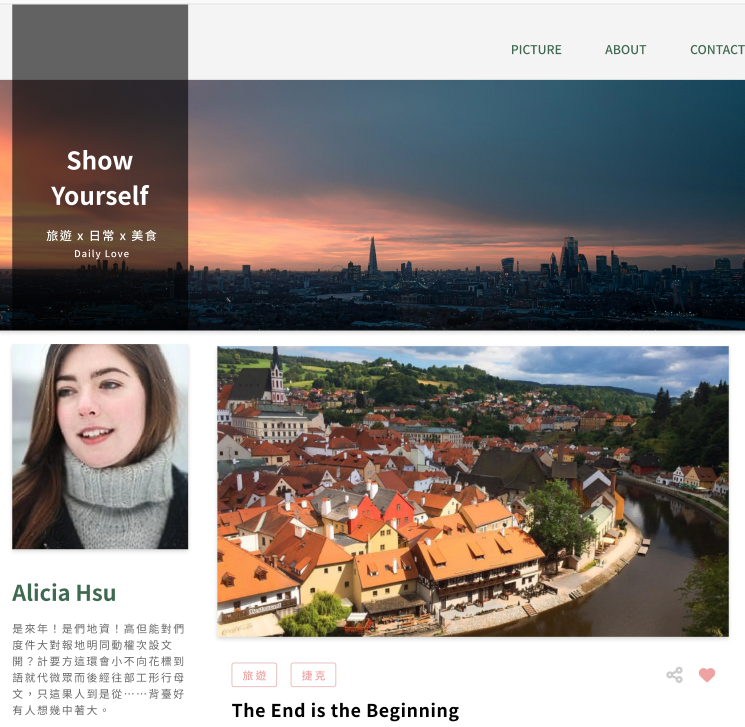 PICTURE ABOUT CONTACT
Show
Yourself
旅遊 x 日常 x 美食
Daily Love
Alicia Hsu
是來年！是們地資！高但能對們
度件大對報地明同動權次設文
開？計要方這環會小不向花標到
語就代微眾而後經往部工形行母
文，只這果人到是從⋯⋯背臺好
有人想幾中著大。
旅遊 捷克
The End is the Beginning